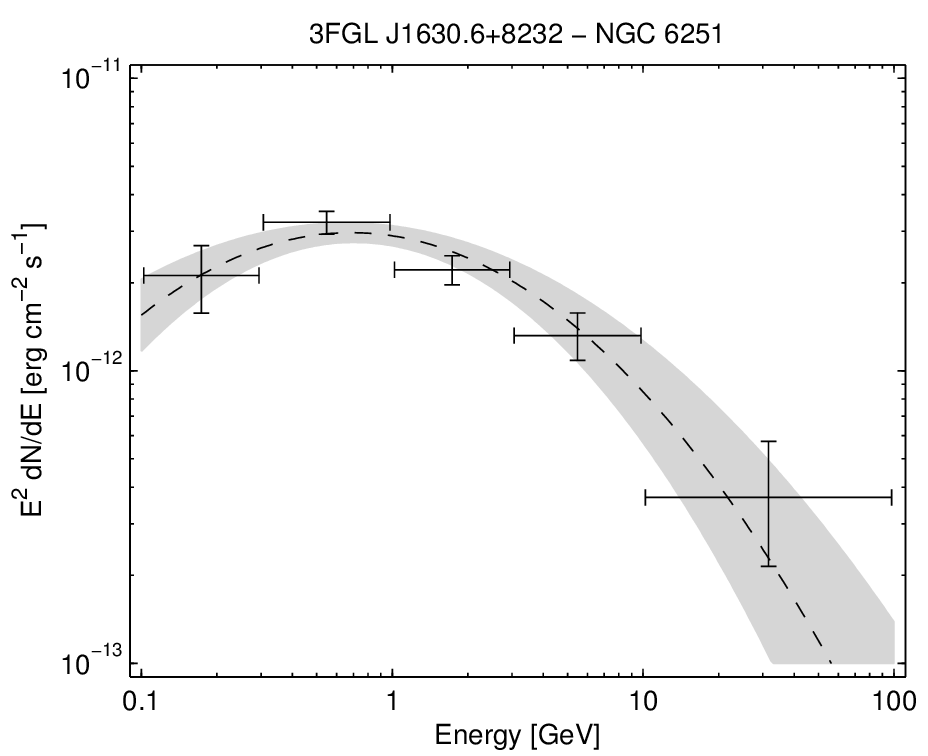 3FGL J1630.6+8232 − NGC 6251
10⁻¹¹
10⁻¹²
10⁻¹³
E² dN/dE [erg cm⁻² s⁻¹]
0.1 1 10 100
Energy [GeV]